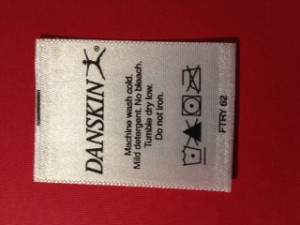 DANSKIN®
Machine wash cold.
Mild detergent. No bleach.
Tumble dry low.
Do not iron.
FTRY 62